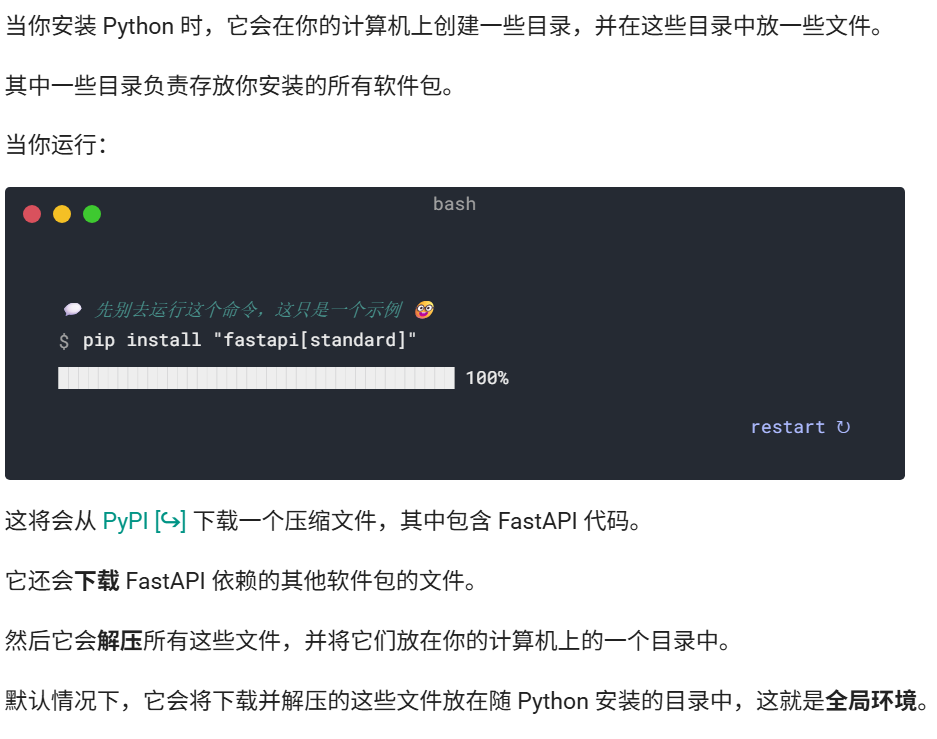 当你安装 Python 时，它会在你的计算机上创建一些目录，并在这些目录中放一些文件。
其中一些目录负责存放你安装的所有软件包。
当你运行：
bash
💬 先别去运行这个命令，这只是一个示例 🤓
$ pip install "fastapi[standard]"
100%
restart ↻
这将会从 PyPI [↪] 下载一个压缩文件，其中包含 FastAPI 代码。
它还会下载 FastAPI 依赖的其他软件包的文件。
然后它会解压所有这些文件，并将它们放在你的计算机上的一个目录中。
默认情况下，它会将下载并解压的这些文件放在随 Python 安装的目录中，这就是全局环境。